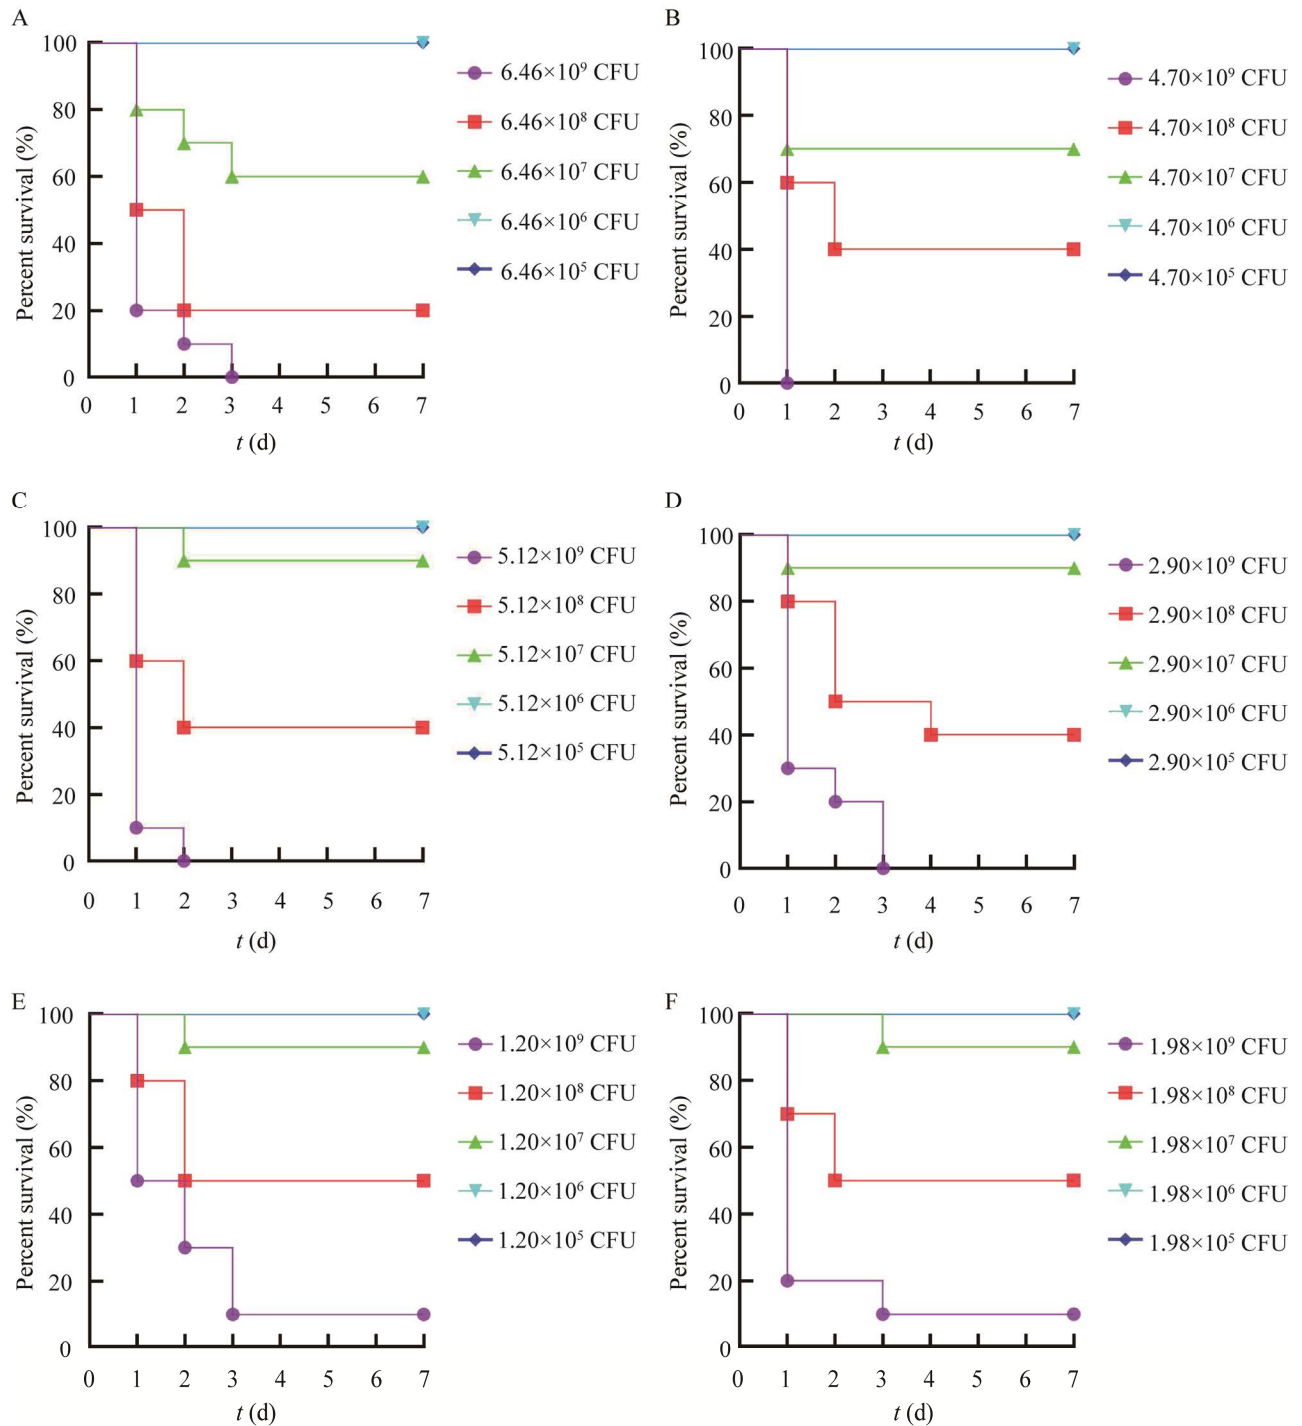 A
100
80
60
40
20
0
Percent survival (%)
0 1 2 3 4 5 6 7
t (d)
6.46×10⁹ CFU
6.46×10⁸ CFU
6.46×10⁷ CFU
6.46×10⁶ CFU
6.46×10⁵ CFU
B
100
80
60
40
20
0
Percent survival (%)
0 1 2 3 4 5 6 7
t (d)
4.70×10⁹ CFU
4.70×10⁸ CFU
4.70×10⁷ CFU
4.70×10⁶ CFU
4.70×10⁵ CFU
C
100
80
60
40
20
0
Percent survival (%)
0 1 2 3 4 5 6 7
t (d)
5.12×10⁹ CFU
5.12×10⁸ CFU
5.12×10⁷ CFU
5.12×10⁶ CFU
5.12×10⁵ CFU
D
100
80
60
40
20
0
Percent survival (%)
0 1 2 3 4 5 6 7
t (d)
2.90×10⁹ CFU
2.90×10⁸ CFU
2.90×10⁷ CFU
2.90×10⁶ CFU
2.90×10⁵ CFU
E
100
80
60
40
20
0
Percent survival (%)
0 1 2 3 4 5 6 7
t (d)
1.20×10⁹ CFU
1.20×10⁸ CFU
1.20×10⁷ CFU
1.20×10⁶ CFU
1.20×10⁵ CFU
F
100
80
60
40
20
0
Percent survival (%)
0 1 2 3 4 5 6 7
t (d)
1.98×10⁹ CFU
1.98×10⁸ CFU
1.98×10⁷ CFU
1.98×10⁶ CFU
1.98×10⁵ CFU